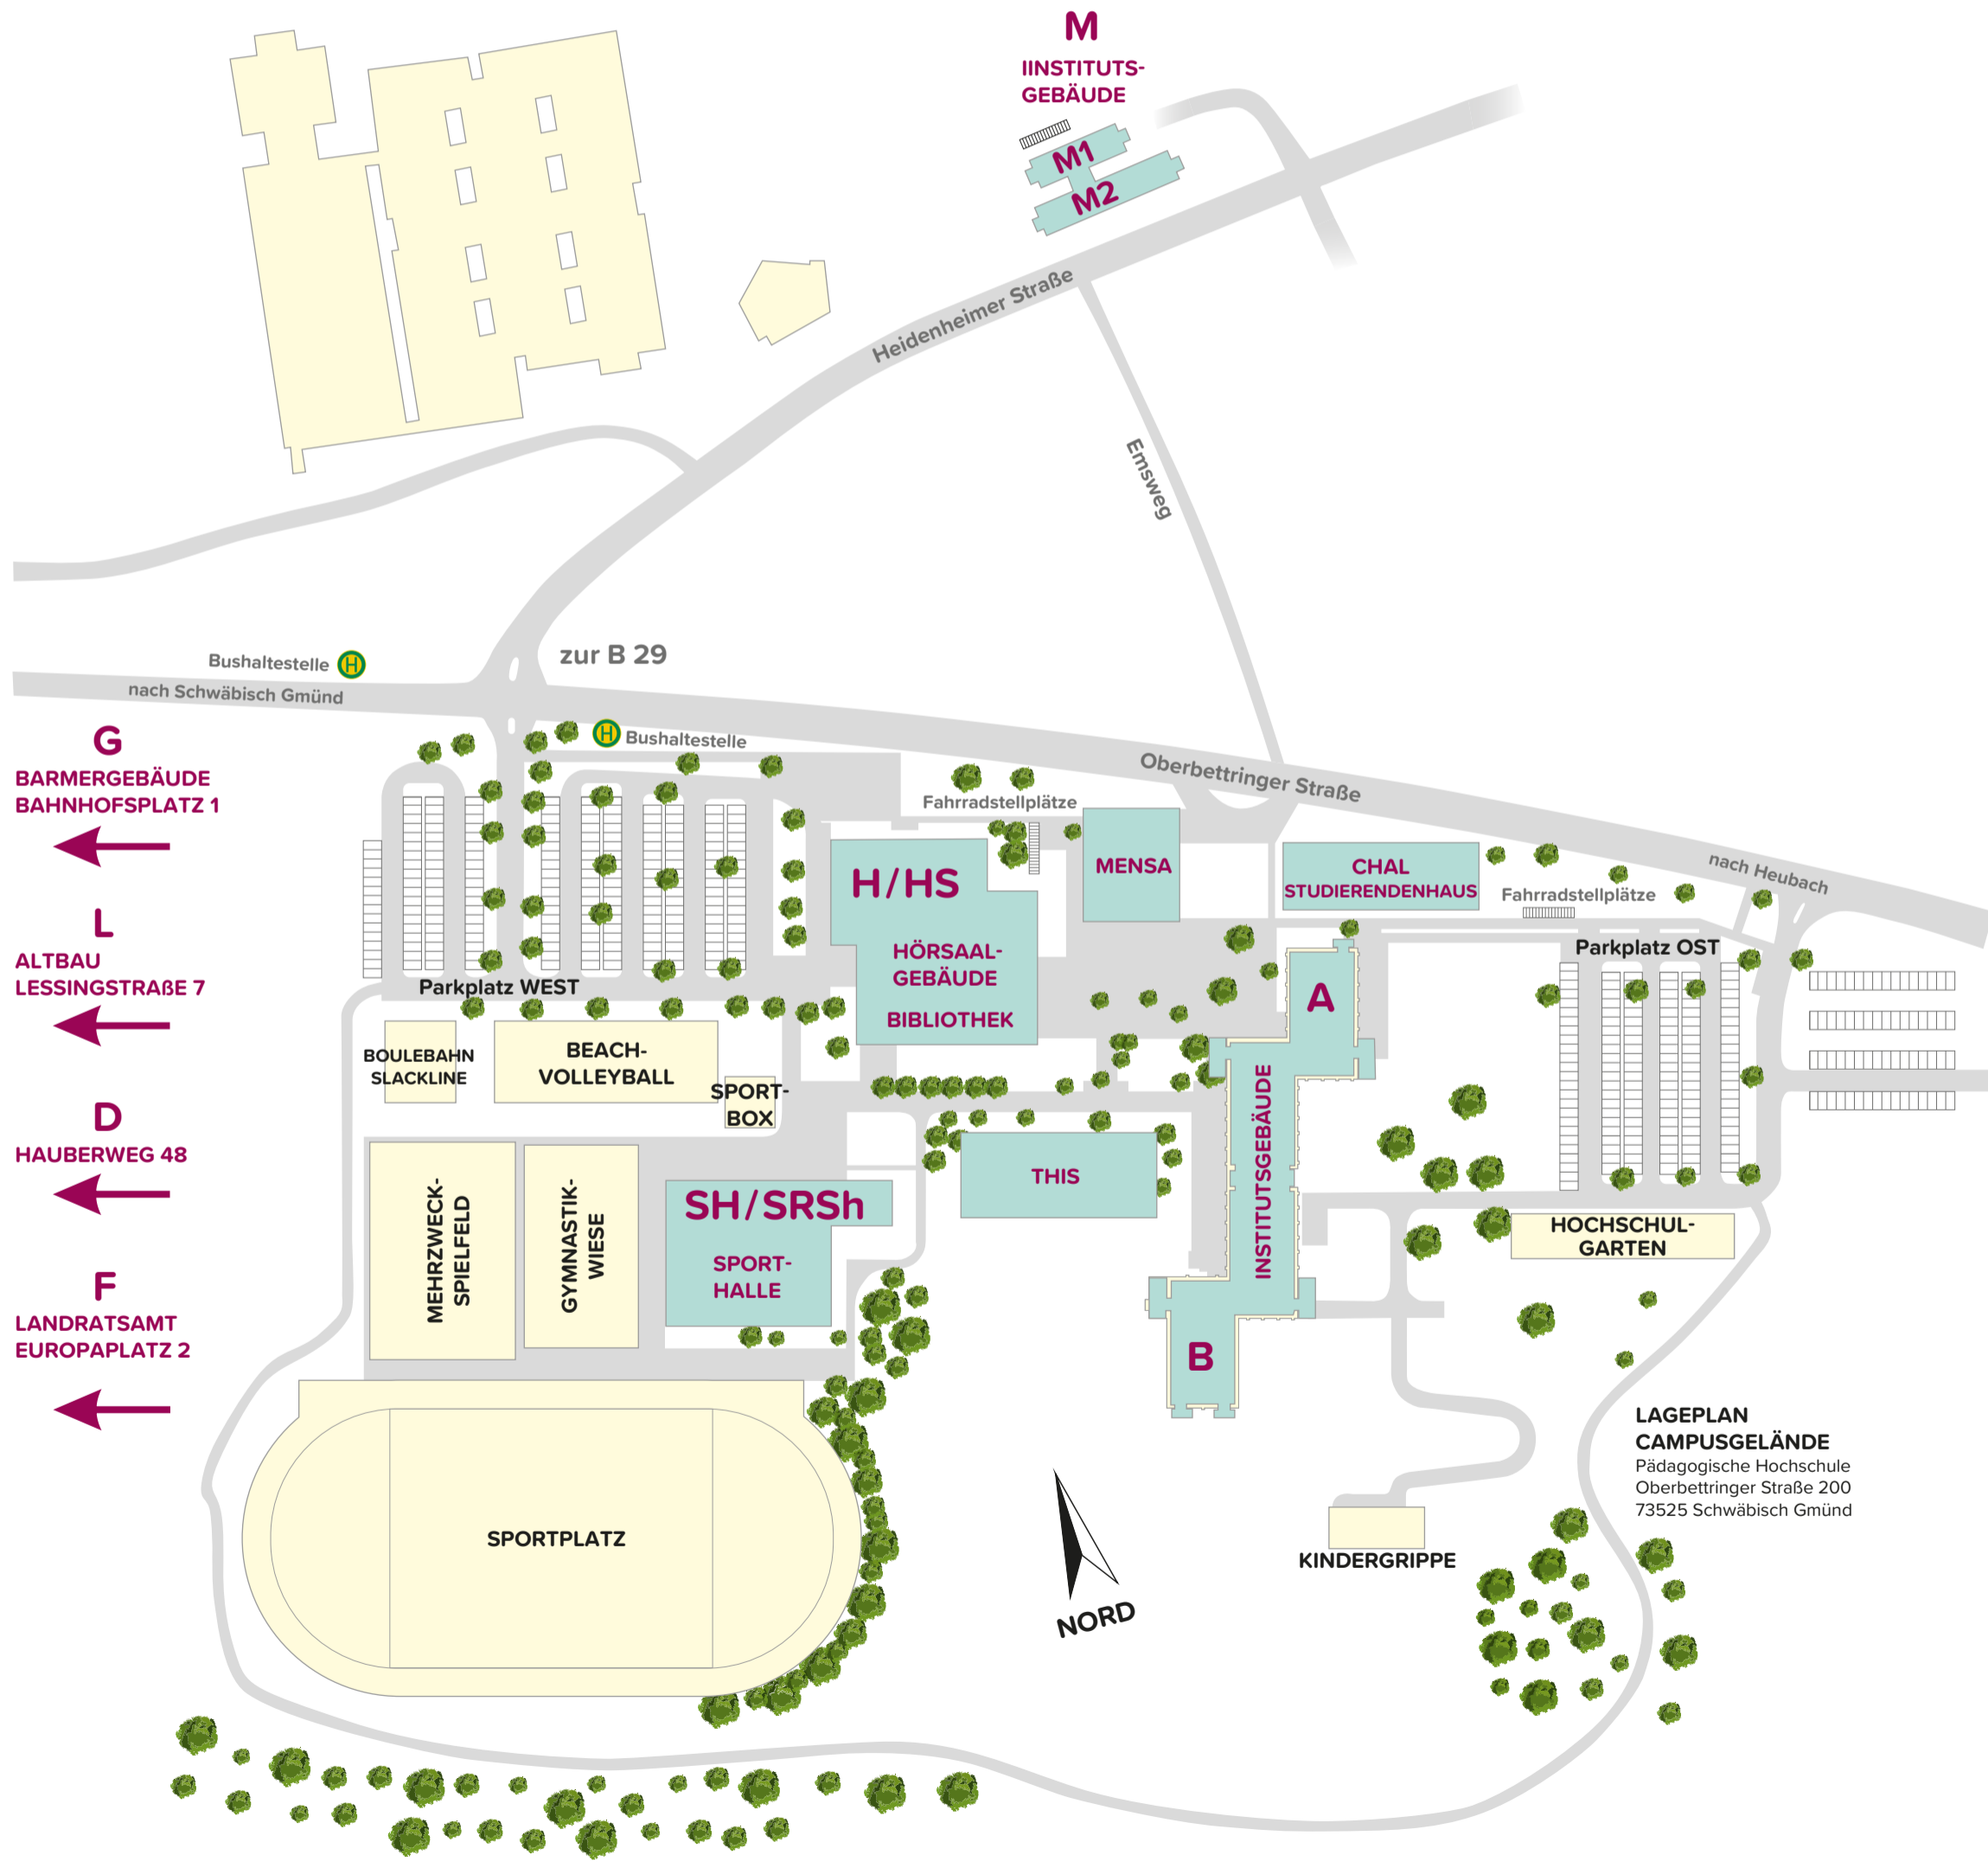 M
IINSTITUTS-
GEBÄUDE
M1
M2
Heidenheimer Straße
Emsweg
Bushaltestelle H
zur B 29
nach Schwäbisch Gmünd
H Bushaltestelle
Oberbettringer Straße
nach Heubach
G
BARMERGEBÄUDE
BAHNHOFSPLATZ 1
L
ALTBAU
LESSINGSTRAßE 7
D
HAUBERWEG 48
F
LANDRATSAMT
EUROPAPLATZ 2
Fahrradstellplätze
MENSA
CHAL
STUDIERENDENHAUS
Fahrradstellplätze
H/HS
HÖRSAAL-
GEBÄUDE
BIBLIOTHEK
Parkplatz WEST
Parkplatz OST
A
INSTITUTSGEBÄUDE
B
BOULEBAHN
SLACKLINE
BEACH-
VOLLEYBALL
SPORT-
BOX
THIS
MEHRZWECK-
SPIELFELD
GYMNASTIK-
WIESE
SH/SRSh
SPORT-
HALLE
HOCHSCHUL-
GARTEN
SPORTPLATZ
NORD
KINDERGRIPPE
LAGEPLAN
CAMPUSGELÄNDE
Pädagogische Hochschule
Oberbettringer Straße 200
73525 Schwäbisch Gmünd